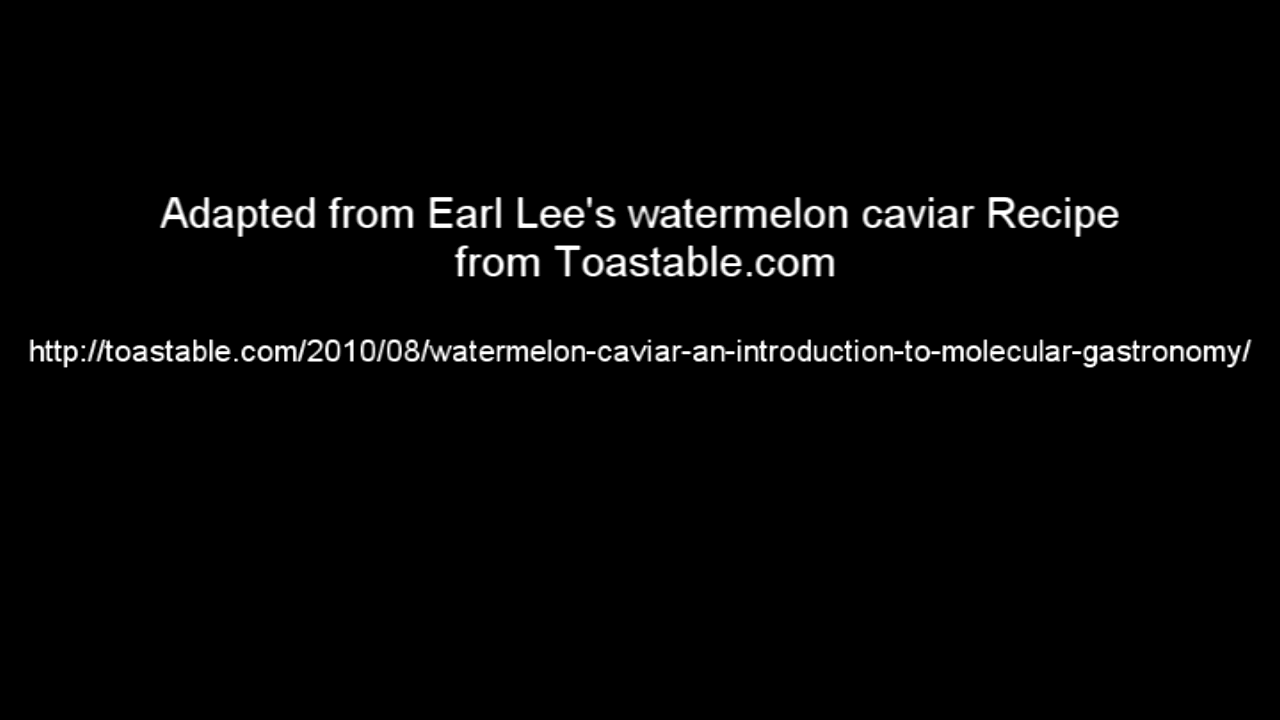 Adapted from Earl Lee's watermelon caviar Recipe
from Toastable.com
http://toastable.com/2010/08/watermelon-caviar-an-introduction-to-molecular-gastronomy/